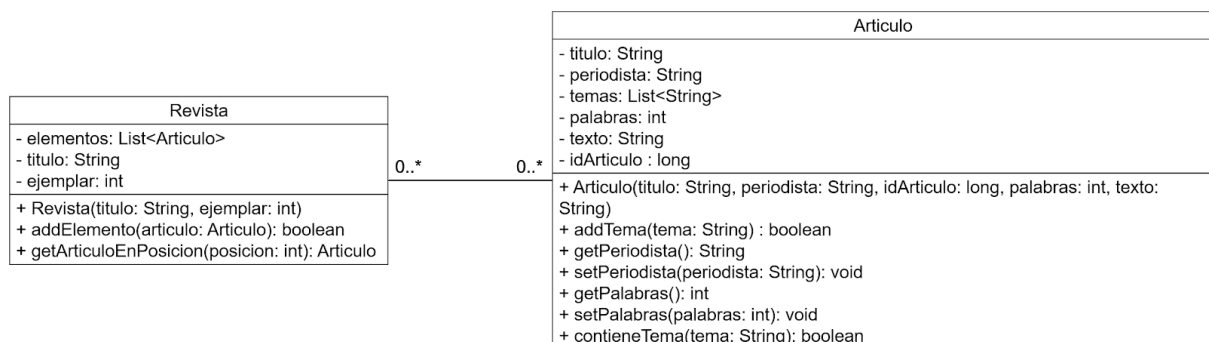 Revista
- elementos: List<Articulo>
- titulo: String
- ejemplar: int
+ Revista(titulo: String, ejemplar: int)
+ addElemento(articulo: Articulo): boolean
+ getArticuloEnPosicion(posicion: int): Articulo
0..*
0..*
Articulo
- titulo: String
- periodista: String
- temas: List<String>
- palabras: int
- texto: String
- idArticulo : long
+ Articulo(titulo: String, periodista: String, idArticulo: long, palabras: int, texto:
String)
+ addTema(tema: String) : boolean
+ getPeriodista(): String
+ setPeriodista(periodista: String): void
+ getPalabras(): int
+ setPalabras(palabras: int): void
+ contieneTema(tema: String): boolean